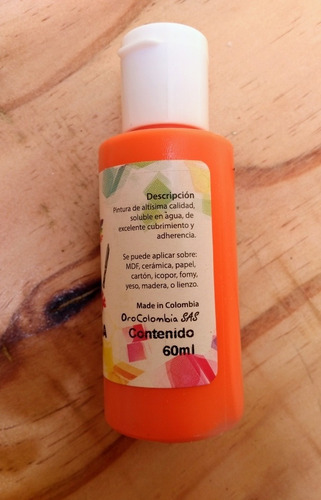 Descripción
Pintura de altísima calidad,
soluble en agua, de
excelente cubrimiento y
adherencia.
Se puede aplicar sobre:
MDF, cerámica, papel,
cartón, icopor, fomy,
yeso, madera, o lienzo.
Made in Colombia
OroColombia SAS
Contenido
60ml